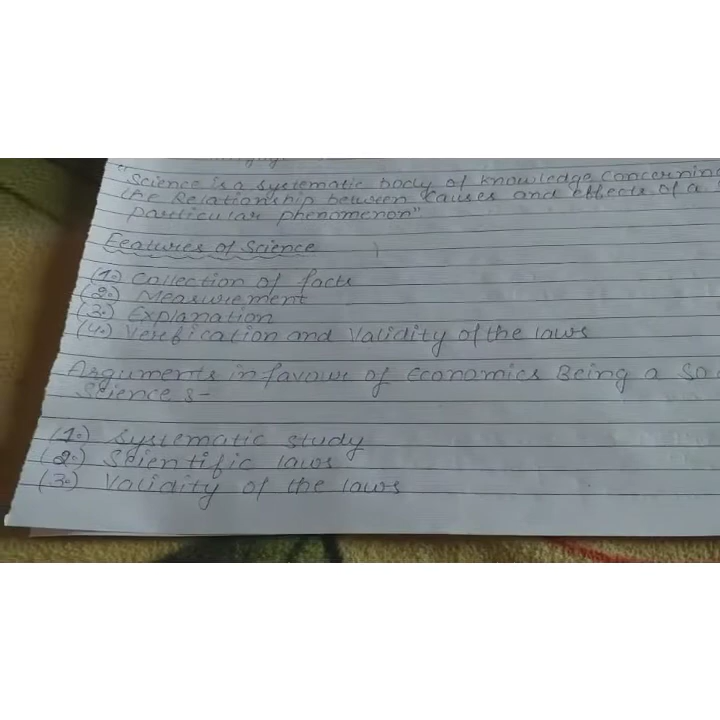 "Science is a systematic body of knowledge concerning
the Relationship between causes and effects of a
particular phenomenon"
Features of Science
(1.) Collection of facts
(2.) Measurement
(3.) Explanation
(4.) Verification and Validity of the laws
Arguments in favour of Economics Being a
Science :-
(1.) Systematic study
(2.) Scientific laws
(3.) Validity of the laws